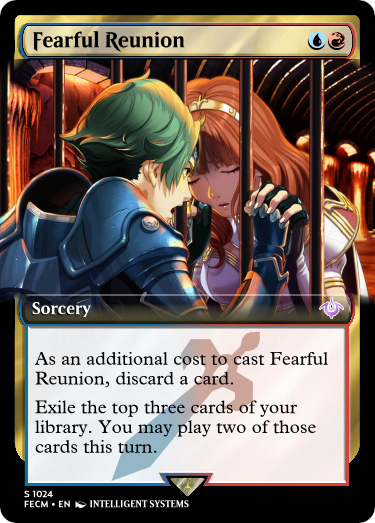 Fearful Reunion
Sorcery
As an additional cost to cast Fearful
Reunion, discard a card.
Exile the top three cards of your
library. You may play two of those
cards this turn.
S 1024
FECM • EN INTELLIGENT SYSTEMS